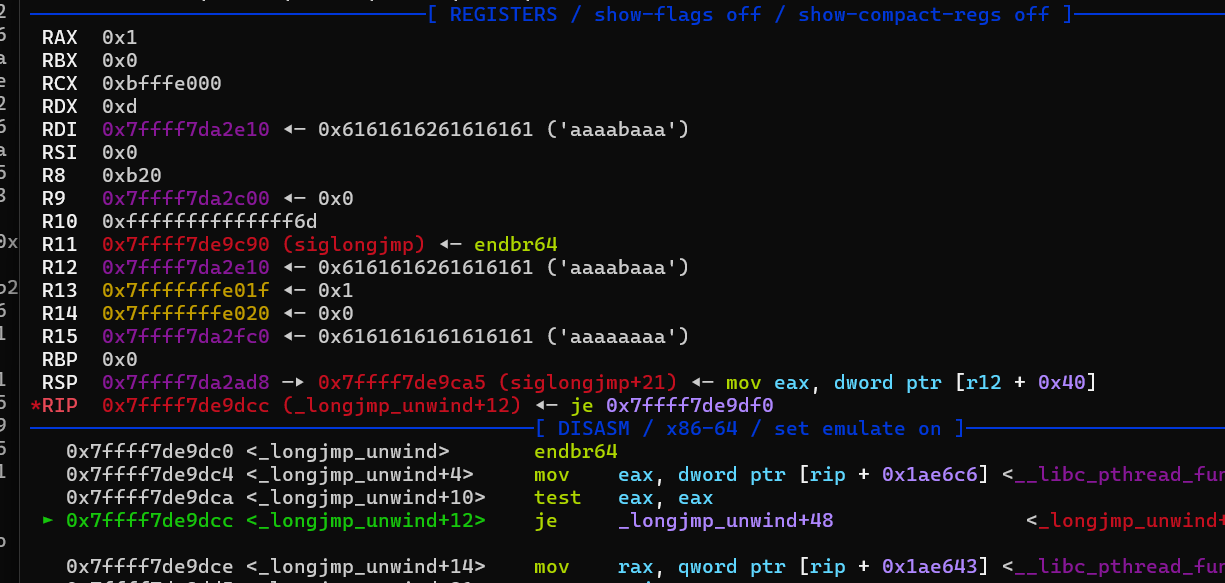 [ REGISTERS / show-flags off / show-compact-regs off ]
RAX 0x1
RBX 0x0
RCX 0xbfffe000
RDX 0xd
RDI 0x7ffff7da2e10 ◂— 0x6161616261616161 ('aaaabaaa')
RSI 0x0
R8 0xb20
R9 0x7ffff7da2c00 ◂— 0x0
R10 0xffffffffffffff6d
R11 0x7ffff7de9c90 (siglongjmp) ◂— endbr64
R12 0x7ffff7da2e10 ◂— 0x6161616261616161 ('aaaabaaa')
R13 0x7fffffffe01f ◂— 0x1
R14 0x7fffffffe020 ◂— 0x0
R15 0x7ffff7da2fc0 ◂— 0x6161616161616161 ('aaaaaaaa')
RBP 0x0
RSP 0x7ffff7da2ad8 —▸ 0x7ffff7de9ca5 (siglongjmp+21) ◂— mov eax, dword ptr [r12 + 0x40]
*RIP 0x7ffff7de9dcc (_longjmp_unwind+12) ◂— je 0x7ffff7de9df0
[ DISASM / x86-64 / set emulate on ]
0x7ffff7de9dc0 <_longjmp_unwind> endbr64
0x7ffff7de9dc4 <_longjmp_unwind+4> mov eax, dword ptr [rip + 0x1ae6c6] <__libc_pthread_fun
0x7ffff7de9dca <_longjmp_unwind+10> test eax, eax
► 0x7ffff7de9dcc <_longjmp_unwind+12> je _longjmp_unwind+48 <_longjmp_unwind+
0x7ffff7de9dce <_longjmp_unwind+14> mov rax, qword ptr [rip + 0x1ae643] <__libc_pthread_fun